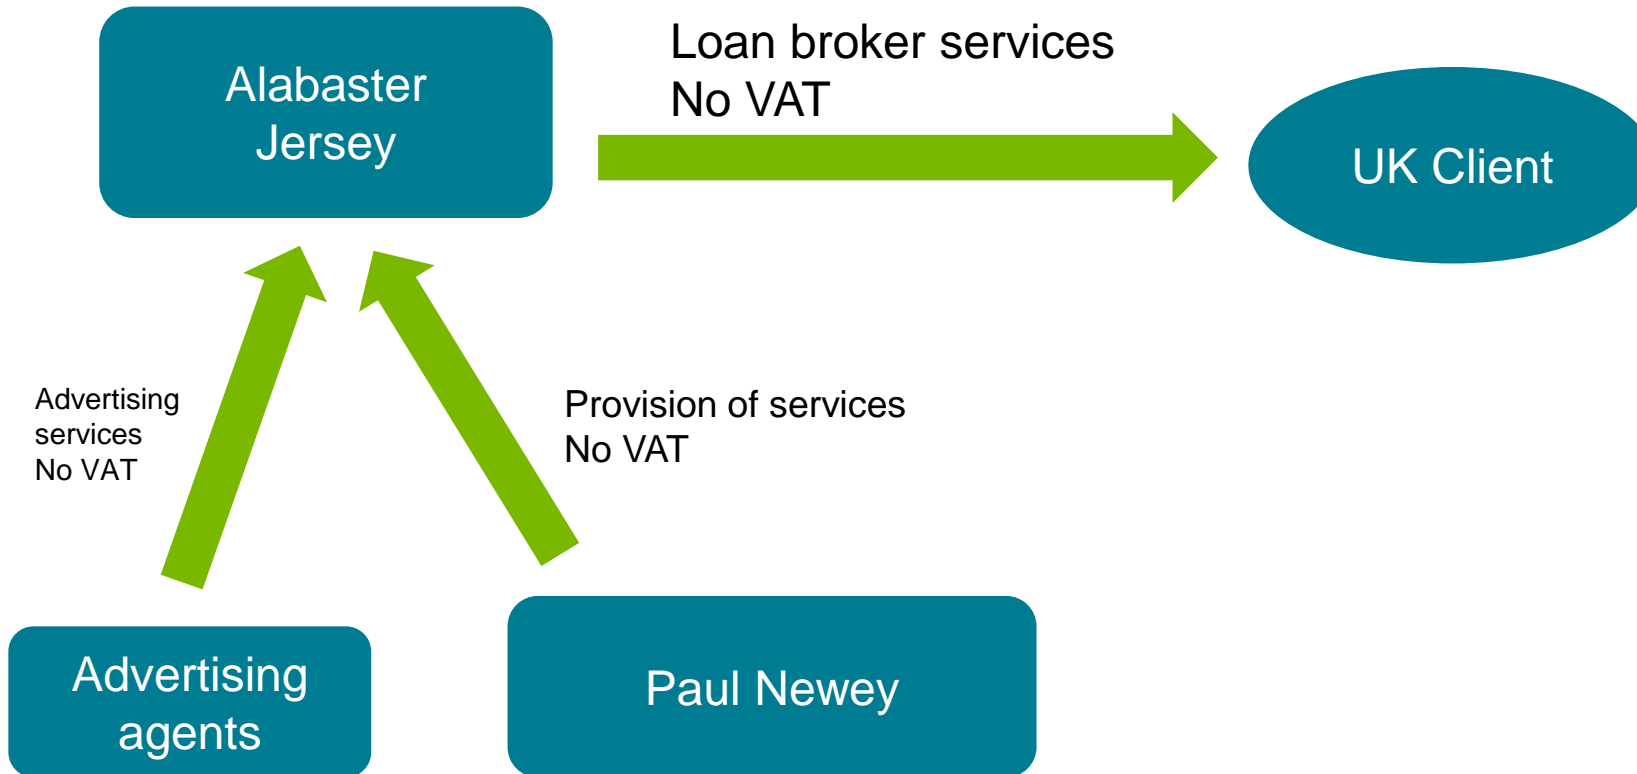 Alabaster
Jersey
Loan broker services
No VAT
UK Client
Advertising
services
No VAT
Provision of services
No VAT
Advertising
agents
Paul Newey